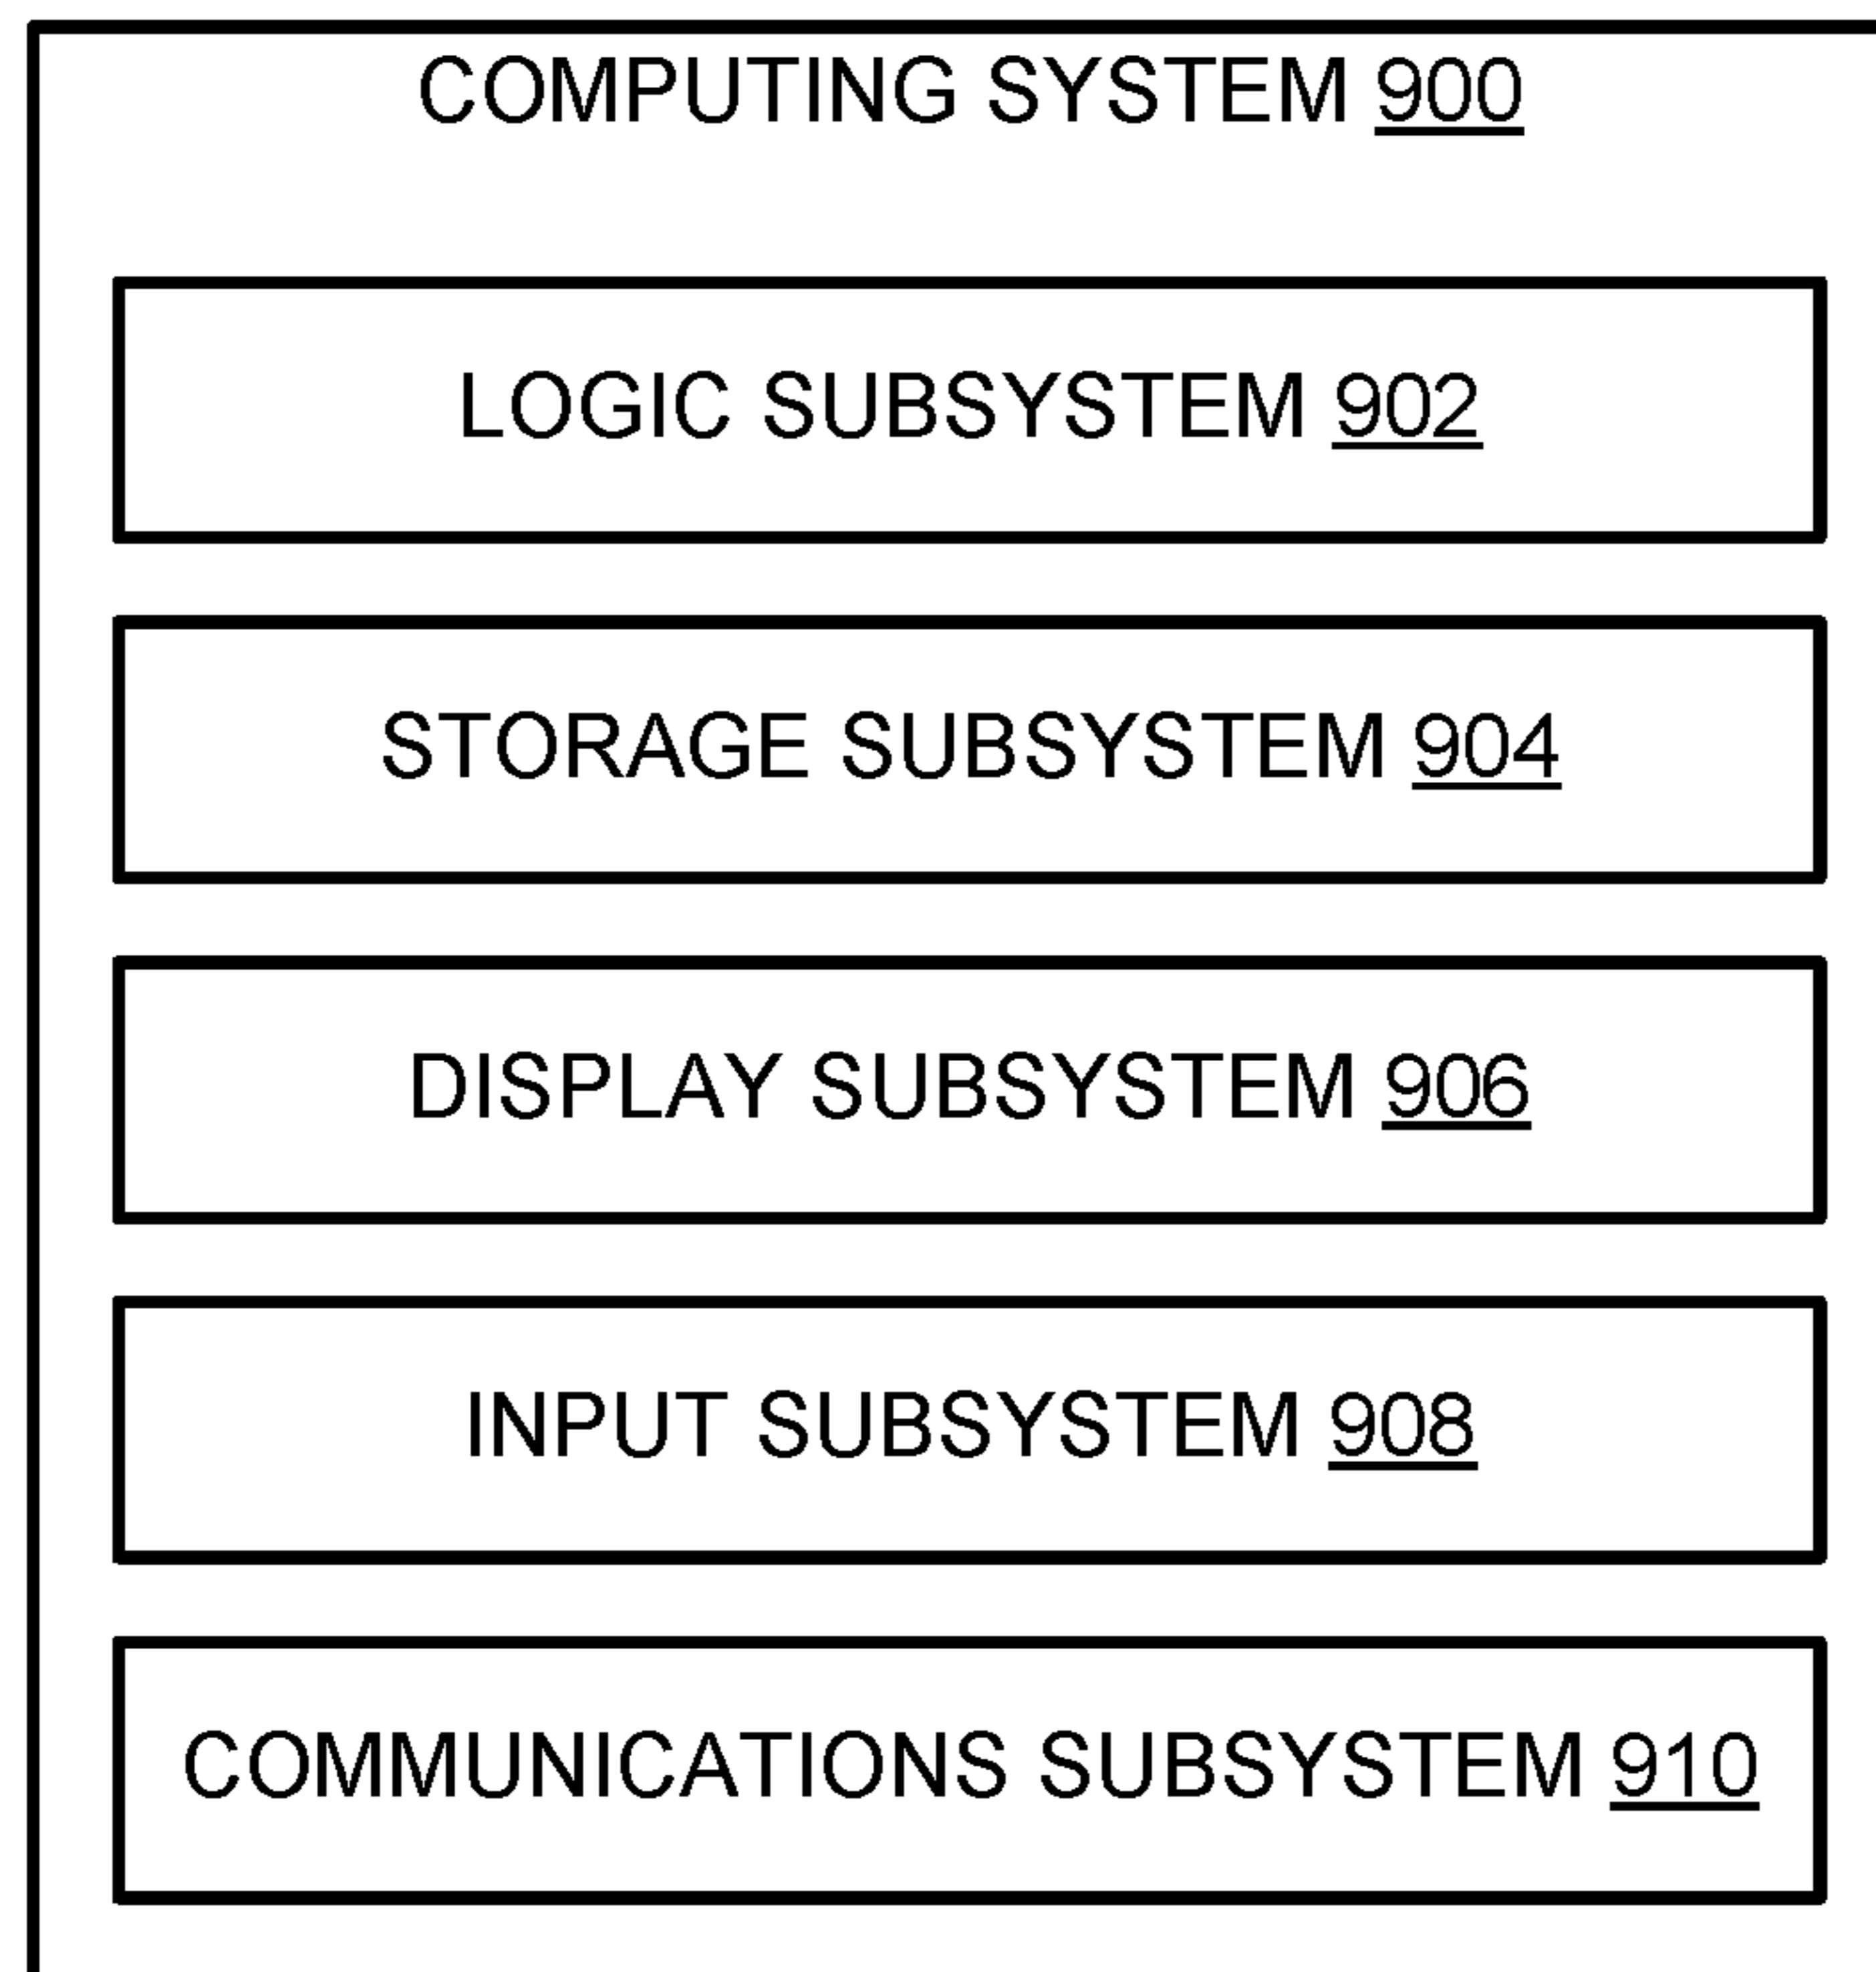 COMPUTING SYSTEM 900
LOGIC SUBSYSTEM 902
STORAGE SUBSYSTEM 904
DISPLAY SUBSYSTEM 906
INPUT SUBSYSTEM 908
COMMUNICATIONS SUBSYSTEM 910